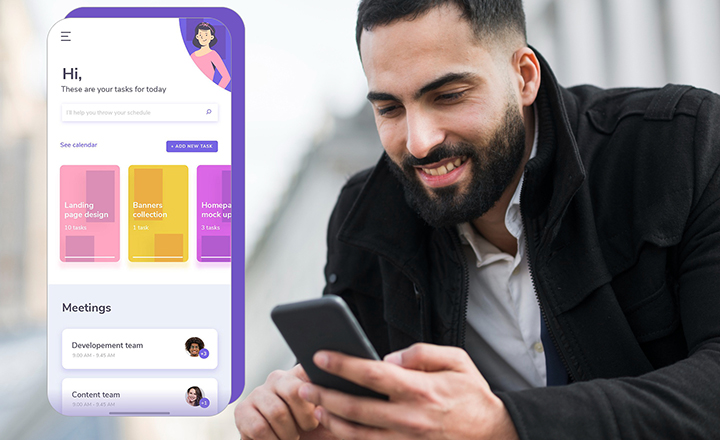 Hi,
These are your tasks for today
I'll help you throw your schedule
See calendar
+ ADD NEW TASK
Landing
page design
10 tasks
Banners
collection
1 task
Homepa
mock up
3 tasks
Meetings
Developement team
9:00 AM - 9:45 AM
+3
Content team
9:00 AM - 9:45 AM
+3